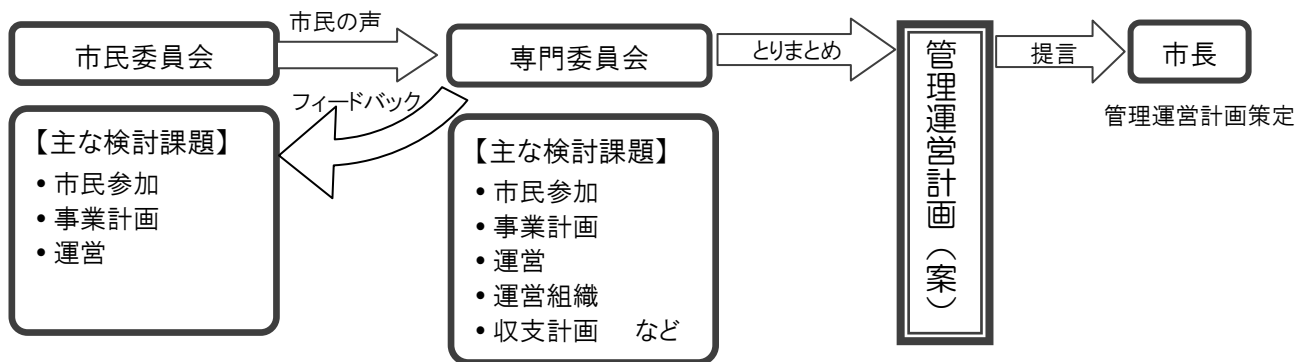 市民の声
市民委員会
専門委員会
とりまとめ
管理運営計画（案）
提言
市長
管理運営計画策定
フィードバック
【主な検討課題】
• 市民参加
• 事業計画
• 運営
【主な検討課題】
• 市民参加
• 事業計画
• 運営
• 運営組織
• 収支計画　など